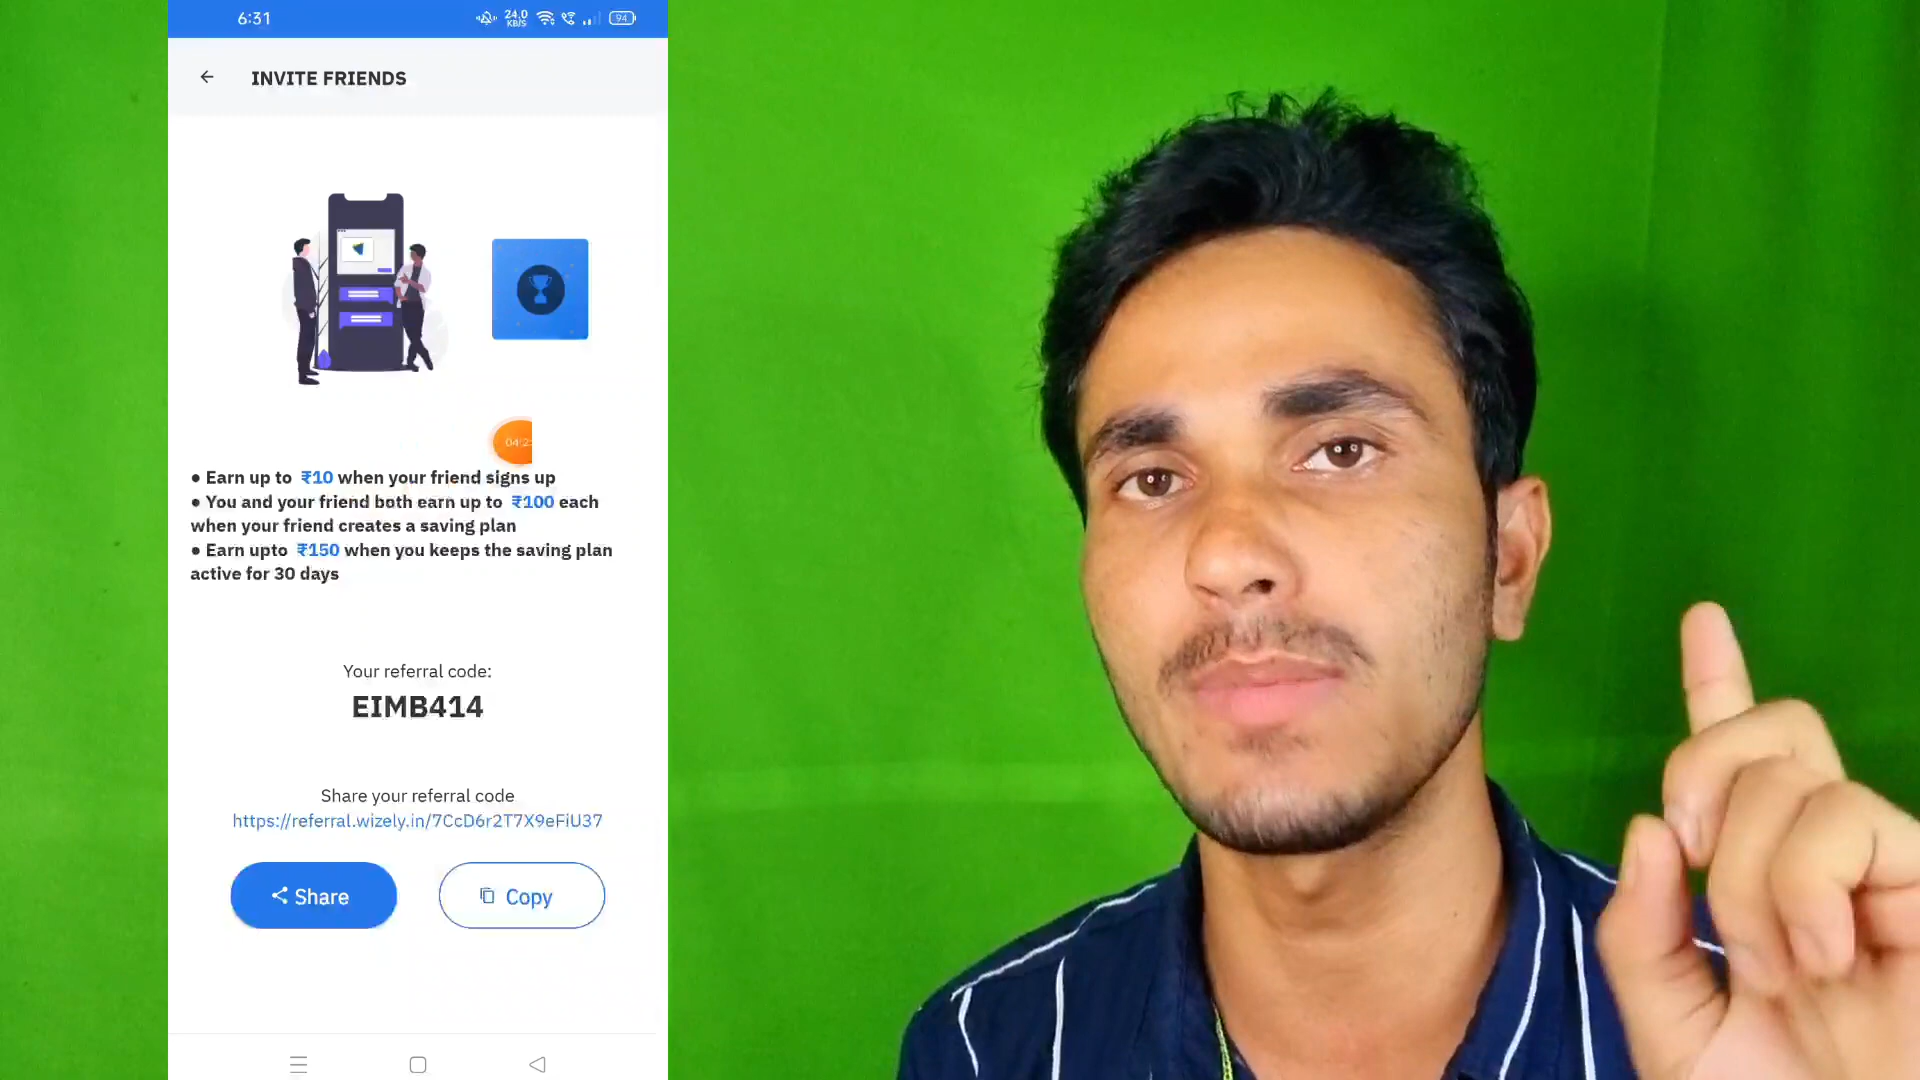 6:31
24.0
KB/S
94
INVITE FRIENDS
● Earn up to ₹10 when your friend signs up
● You and your friend both earn up to ₹100 each
when your friend creates a saving plan
● Earn upto ₹150 when you keeps the saving plan
active for 30 days
Your referral code:
EIMB414
Share your referral code
https://referral.wizely.in/7CcD6r2T7X9eFiU37
Share
Copy